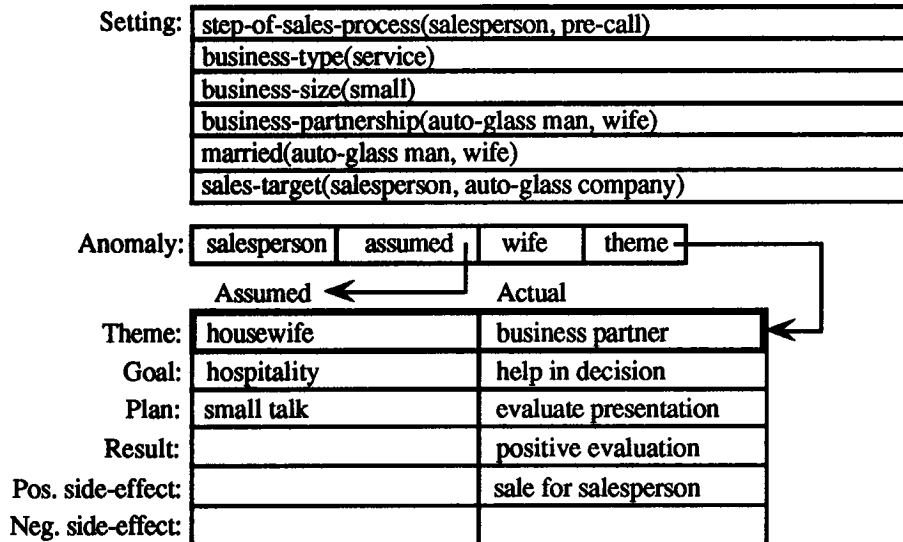 Setting: step-of-sales-process(salesperson, pre-call)
business-type(service)
business-size(small)
business-partnership(auto-glass man, wife)
married(auto-glass man, wife)
sales-target(salesperson, auto-glass company)
Anomaly: salesperson assumed wife theme
Assumed Actual
Theme: housewife business partner
Goal: hospitality help in decision
Plan: small talk evaluate presentation
Result: positive evaluation
Pos. side-effect: sale for salesperson
Neg. side-effect: